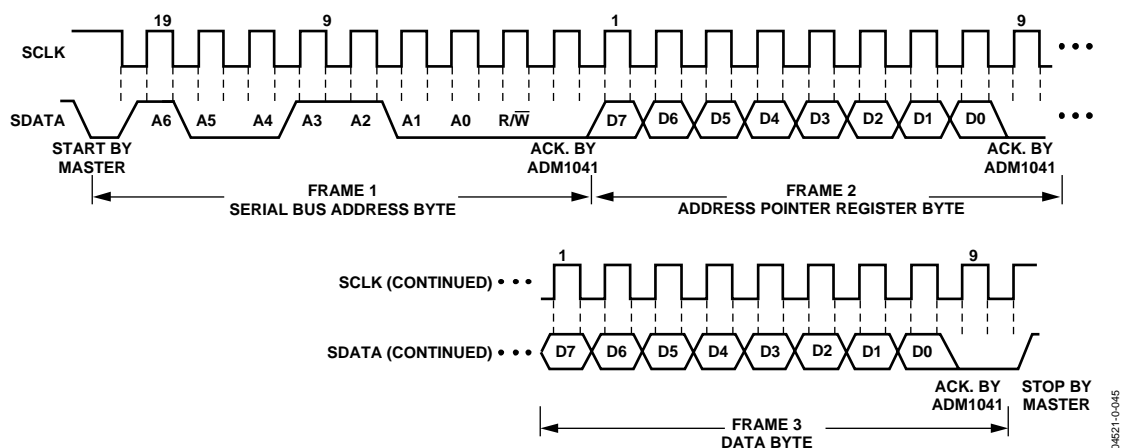 19 9 1 9
SCLK
SDATA A6 A5 A4 A3 A2 A1 A0 R/W̅ D7 D6 D5 D4 D3 D2 D1 D0
START BY MASTER
ACK. BY ADM1041
ACK. BY ADM1041
FRAME 1
SERIAL BUS ADDRESS BYTE
FRAME 2
ADDRESS POINTER REGISTER BYTE
1 9
SCLK (CONTINUED)
SDATA (CONTINUED) D7 D6 D5 D4 D3 D2 D1 D0
ACK. BY ADM1041
STOP BY MASTER
FRAME 3
DATA BYTE
04521-0-045